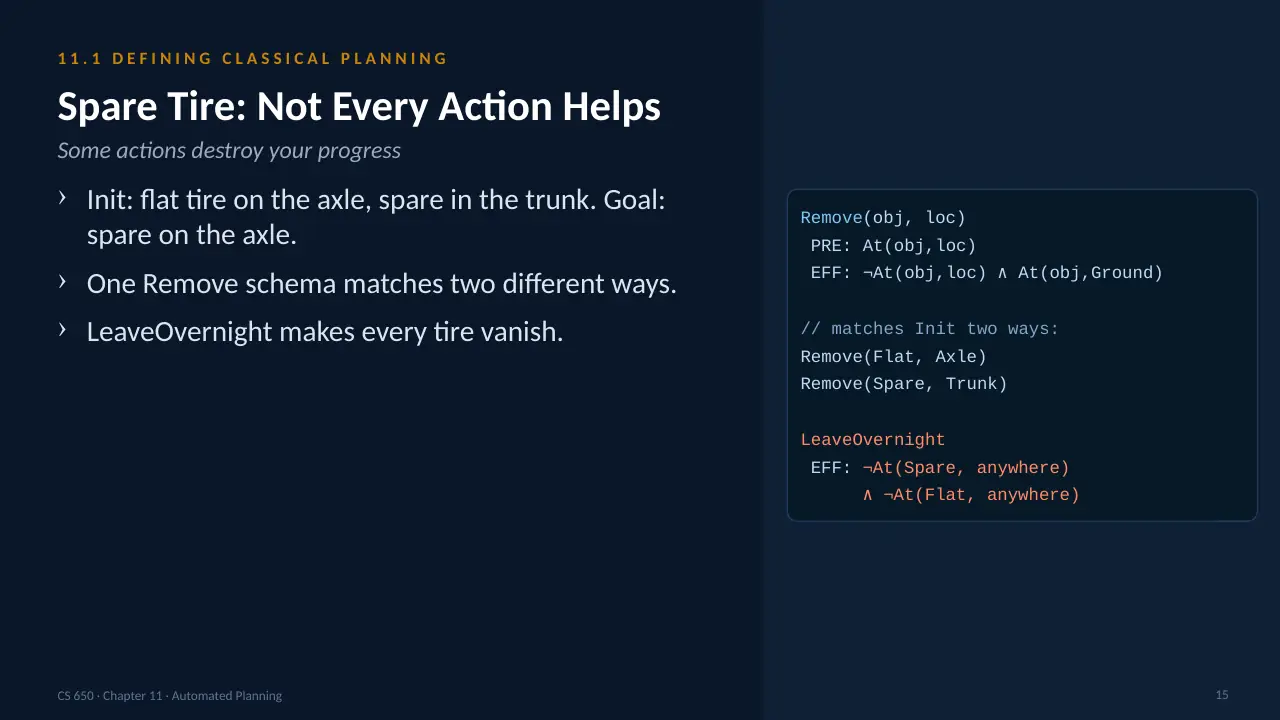 11.1 DEFINING CLASSICAL PLANNING
Spare Tire: Not Every Action Helps
Some actions destroy your progress
› Init: flat tire on the axle, spare in the trunk. Goal:
spare on the axle.
› One Remove schema matches two different ways.
› LeaveOvernight makes every tire vanish.
Remove(obj, loc)
PRE: At(obj,loc)
EFF: ¬At(obj,loc) ∧ At(obj,Ground)
// matches Init two ways:
Remove(Flat, Axle)
Remove(Spare, Trunk)
LeaveOvernight
EFF: ¬At(Spare, anywhere)
∧ ¬At(Flat, anywhere)
CS 650 · Chapter 11 · Automated Planning
15